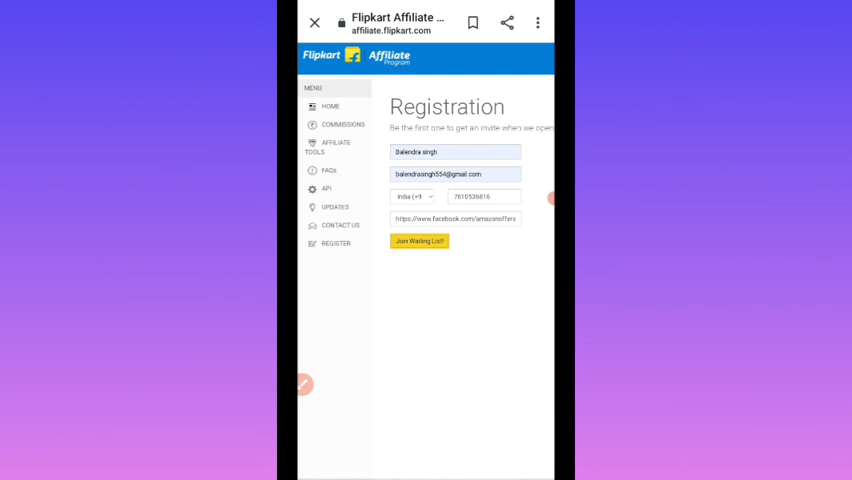 Flipkart Affiliate ...
affiliate.flipkart.com
Flipkart f Affiliate
Program
MENU
HOME
COMMISSIONS
AFFILIATE
TOOLS
FAQs
API
UPDATES
CONTACT US
REGISTER
Registration
Be the first one to get an invite when we open
Balendra singh
balendrasingh554@gmail.com
India (+9
7610536816
https://www.facebook.com/amazonoffers
Join Wailing List!